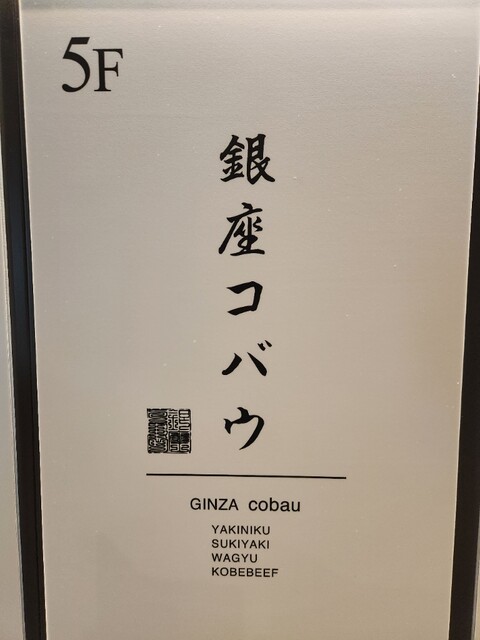 5F
銀座コバウ
GINZA cobau
YAKINIKU
SUKIYAKI
WAGYU
KOBEBEEF